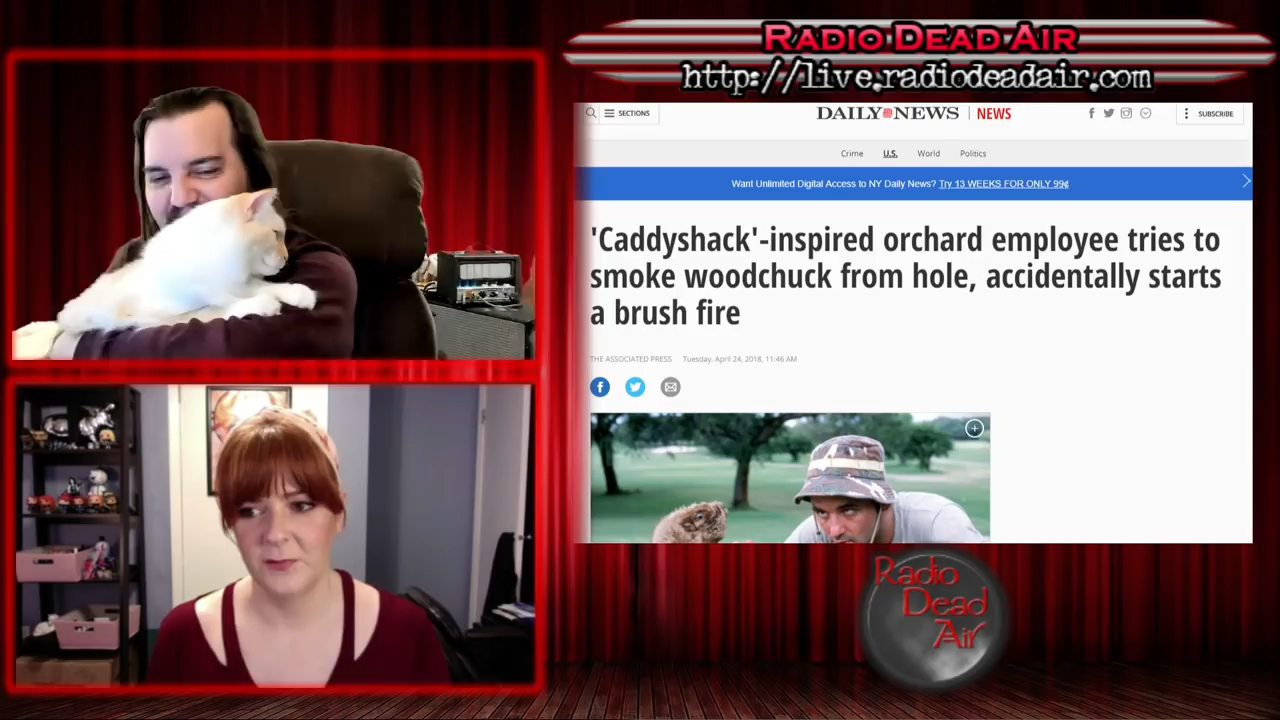 Radio Dead Air
http://live.radiodeadair.com
SECTIONS
DAILY NEWS | NEWS
SUBSCRIBE
Crime U.S. World Politics
Want Unlimited Digital Access to NY Daily News? Try 13 WEEKS FOR ONLY 99¢
'Caddyshack'-inspired orchard employee tries to
smoke woodchuck from hole, accidentally starts
a brush fire
THE ASSOCIATED PRESS Tuesday, April 24, 2018, 11:46 AM
Radio
Dead
Air